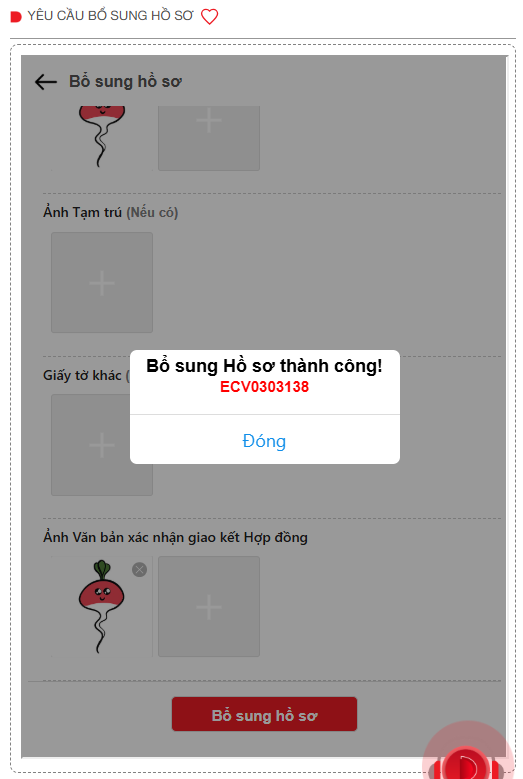 YÊU CẦU BỔ SUNG HỒ SƠ
Bổ sung hồ sơ
Ảnh Tạm trú (Nếu có)
Giấy tờ khác (
Bổ sung Hồ sơ thành công!
ECV0303138
Đóng
Ảnh Văn bản xác nhận giao kết Hợp đồng
Bổ sung hồ sơ